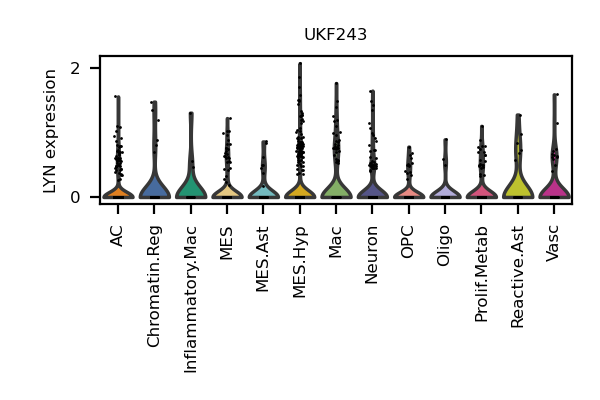 UKF243
LYN expression
2
0
AC
Chromatin.Reg
Inflammatory.Mac
MES
MES.Ast
MES.Hyp
Mac
Neuron
OPC
Oligo
Prolif.Metab
Reactive.Ast
Vasc